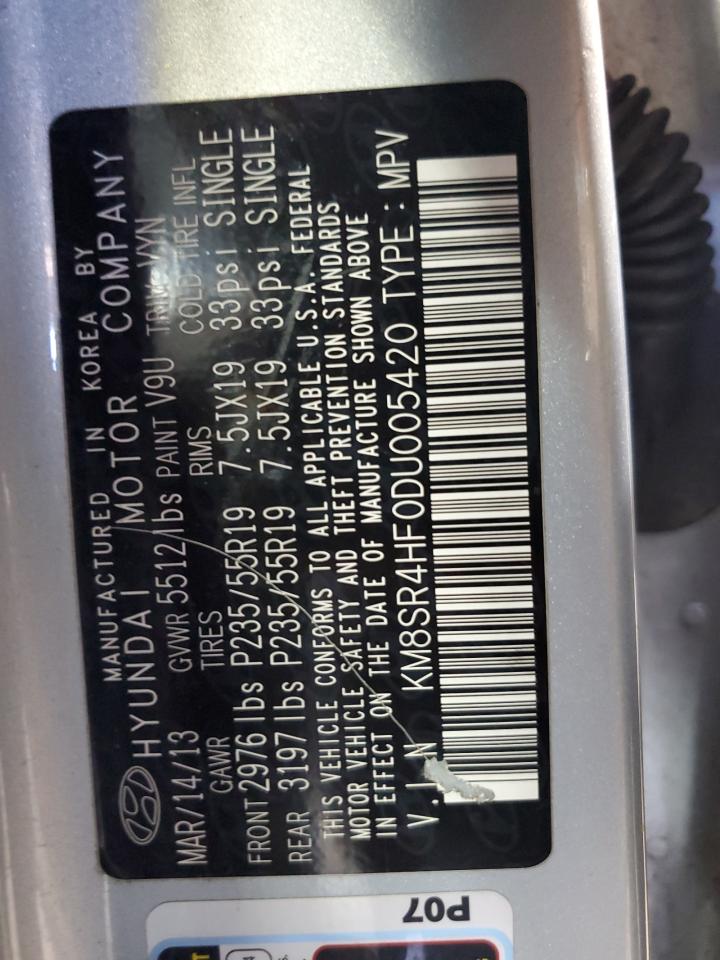 MANUFACTURED IN KOREA BY
HYUNDAI MOTOR COMPANY
MAR/14/13 GVWR 5512 lbs PAINT V9U TRIM VYN
GAWR TIRES RIMS COLD TIRE INFL
FRONT 2976 lbs P235/55R19 7.5JX19 33psi SINGLE
REAR 3197 lbs P235/55R19 7.5JX19 33psi SINGLE
THIS VEHICLE CONFORMS TO ALL APPLICABLE U.S.A. FEDERAL
MOTOR VEHICLE SAFETY AND THEFT PREVENTION STANDARDS
IN EFFECT ON THE DATE OF MANUFACTURE SHOWN ABOVE
V.I.N KM8SR4HF0DU005420 TYPE : MPV
P07